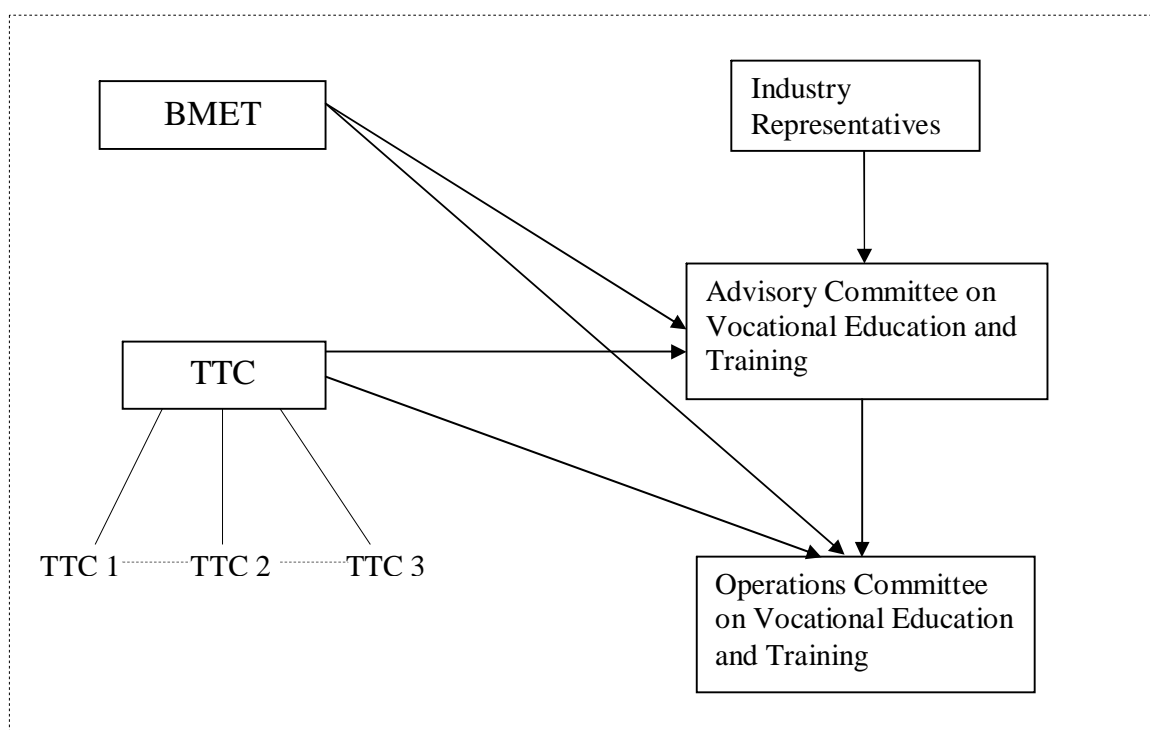 BMET
Industry
Representatives
Advisory Committee on
Vocational Education and
Training
TTC
TTC 1
TTC 2
TTC 3
Operations Committee
on Vocational Education
and Training